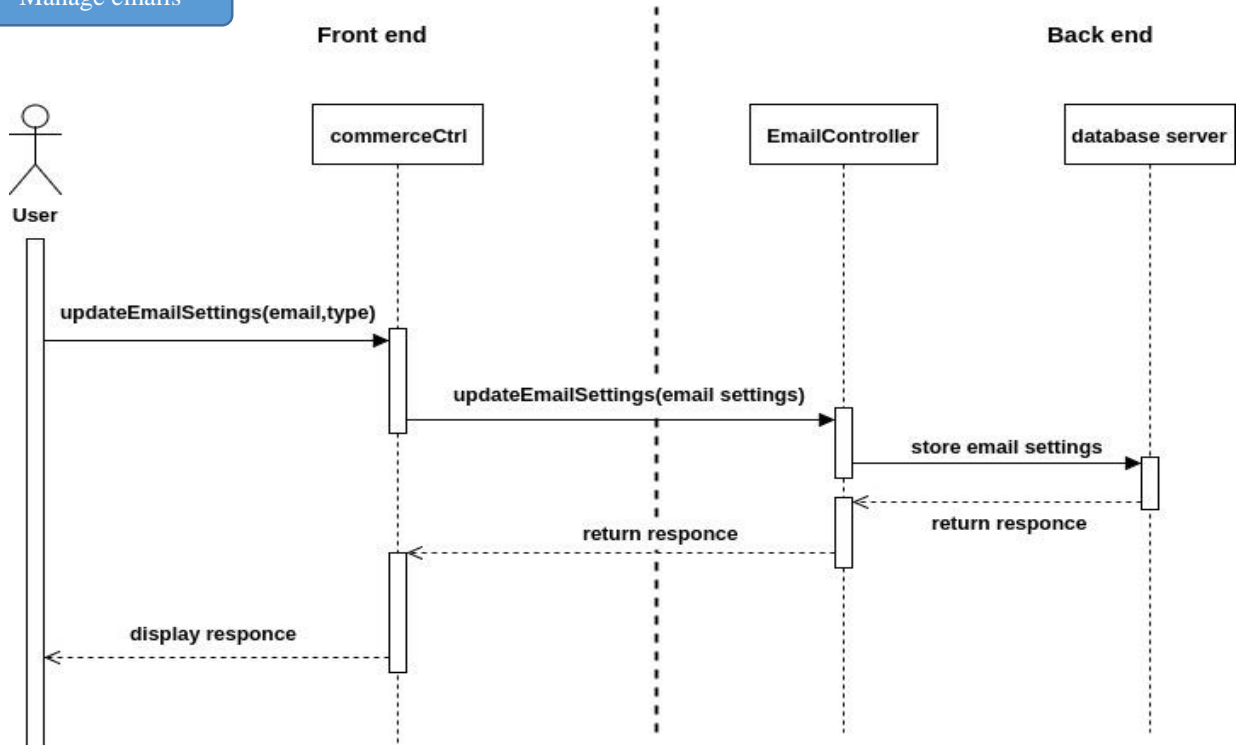 Manage emails
Front end
Back end
commerceCtrl
EmailController
database server
User
updateEmailSettings(email,type)
updateEmailSettings(email settings)
store email settings
return responce
return responce
display responce